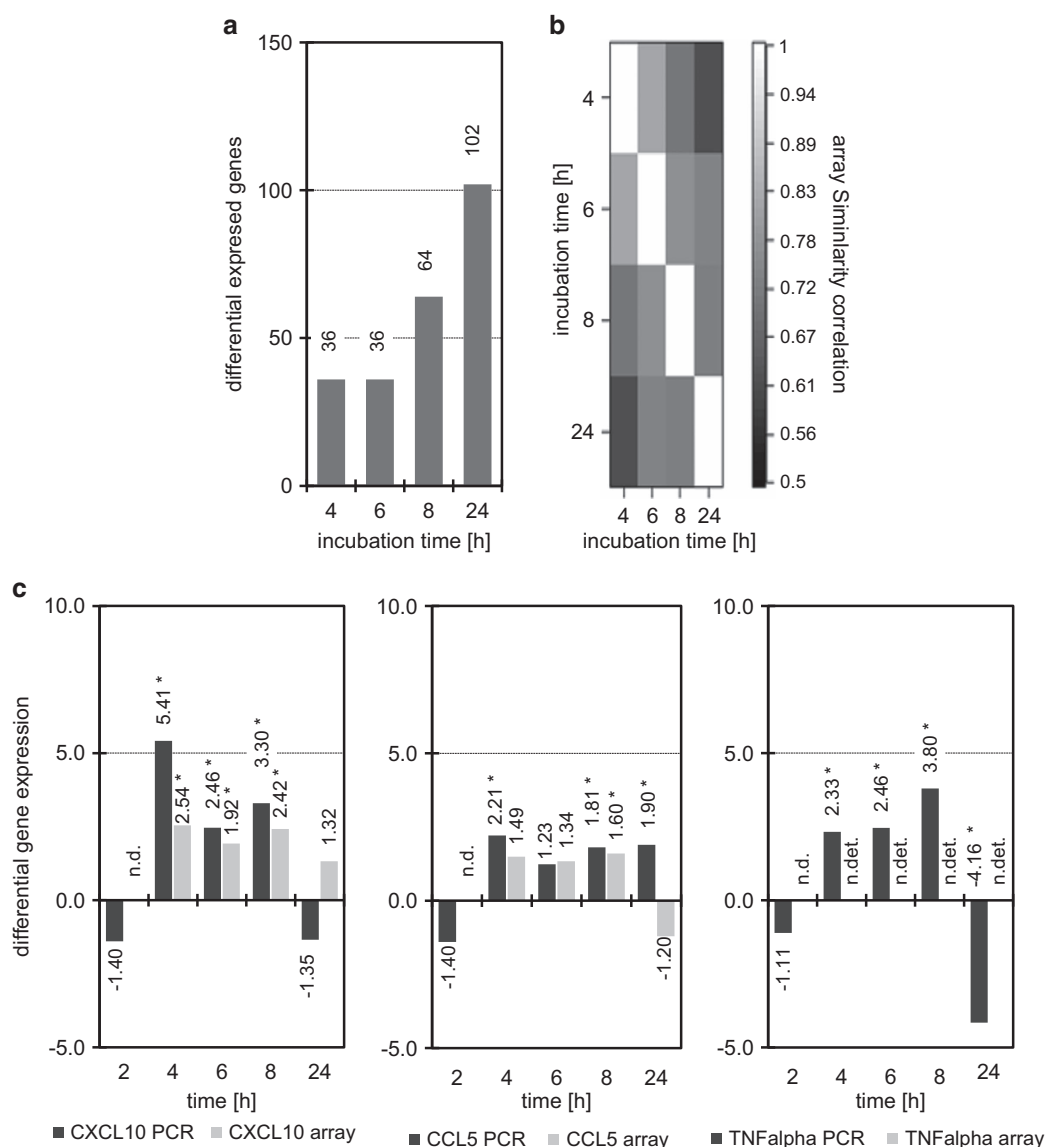 a
150
100
50
0
differential expresed genes
36
36
64
102
4 6 8 24
incubation time [h]
b
4
6
8
24
incubation time [h]
4 6 8 24
incubation time [h]
1
0.94
0.89
0.83
0.78
0.72
0.67
0.61
0.56
0.5
array Siminlarity correlation
c
differential gene expression
10.0
5.0
0.0
-5.0
-1.40
n.d.
5.41 *
2.54 *
2.46 *
1.92 *
3.30 *
2.42 *
-1.35
1.32
2 4 6 8 24
time [h]
CXCL10 PCR CXCL10 array
10.0
5.0
0.0
-5.0
-1.40
n.d.
2.21 *
1.49
1.23
1.34
1.81 *
1.60 *
1.90 *
-1.20
2 4 6 8 24
time [h]
CCL5 PCR CCL5 array
10.0
5.0
0.0
-5.0
-1.11
n.d.
2.33 *
n.det.
2.46 *
n.det.
3.80 *
n.det.
-4.16 *
n.det.
2 4 6 8 24
time [h]
TNFalpha PCR TNFalpha array